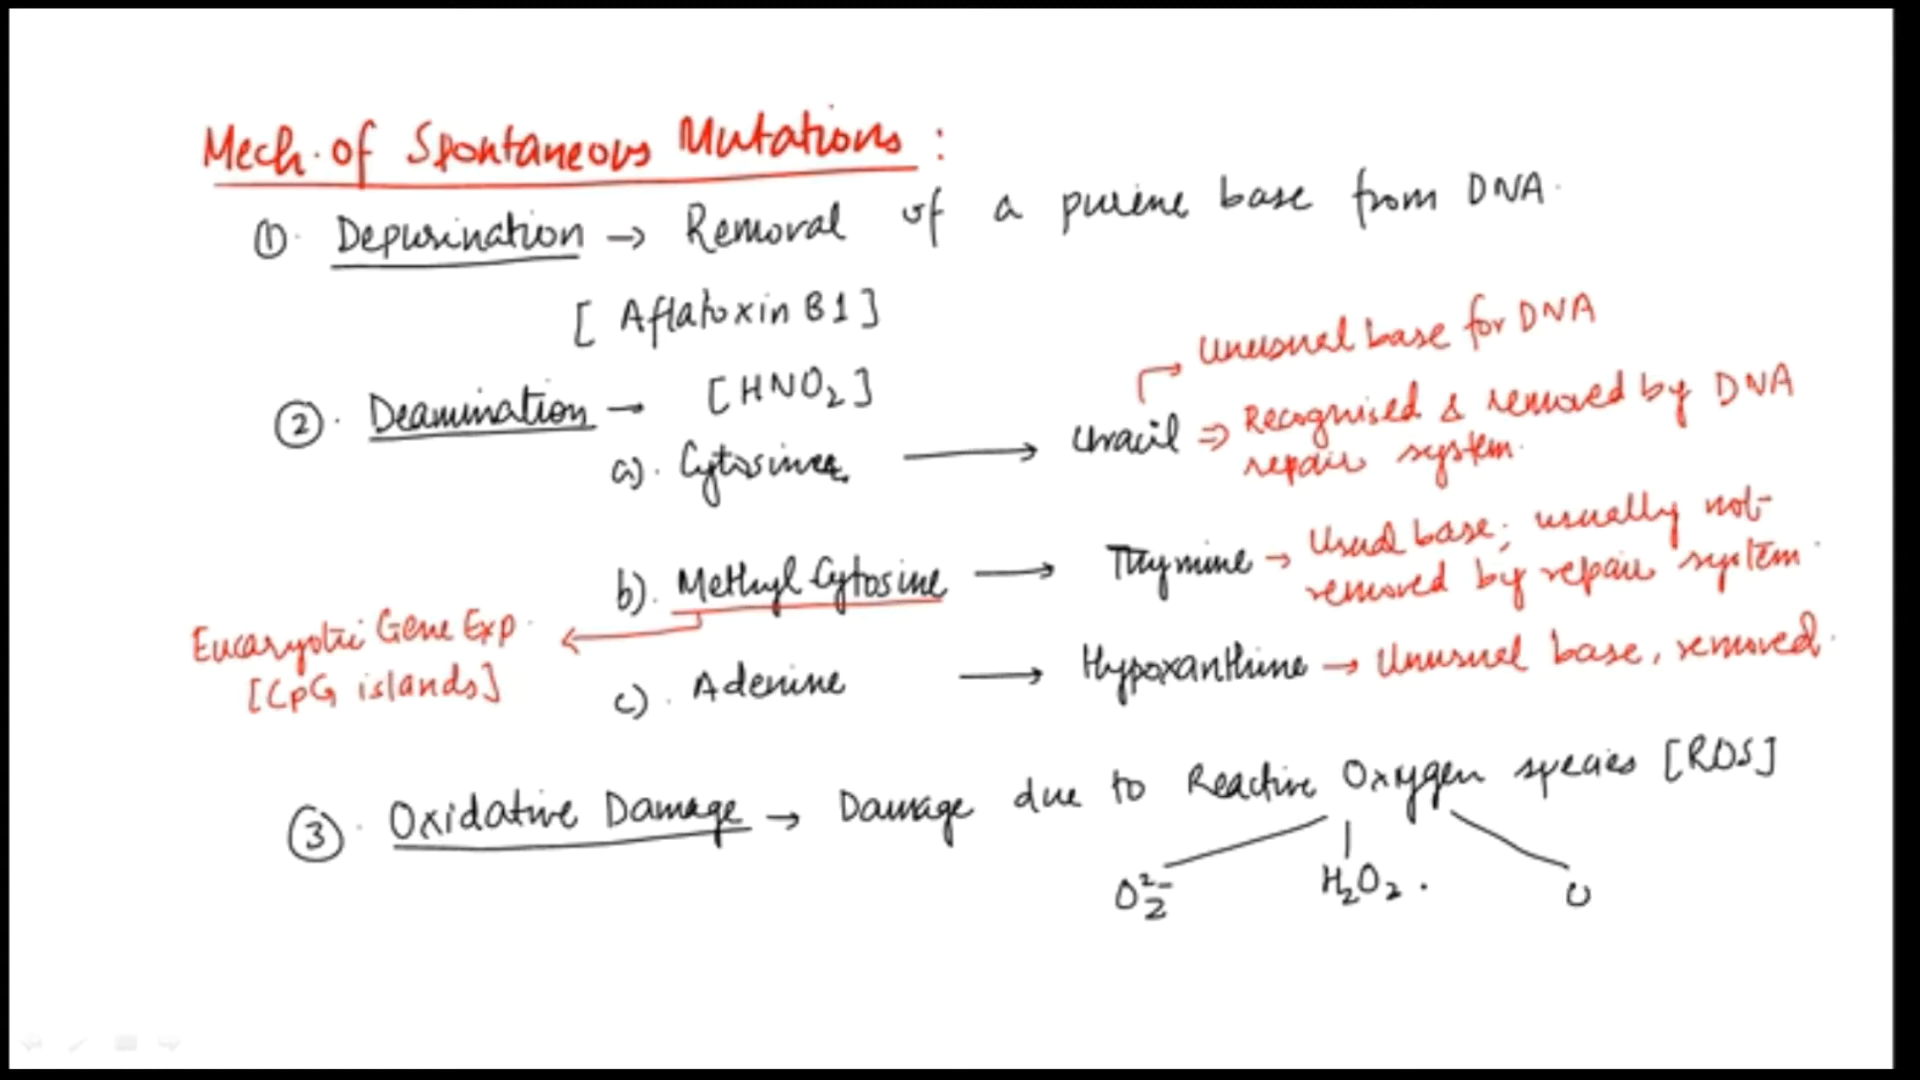 Mech. of Spontaneous Mutations :
① Depurination → Removal of a purine base from DNA.
[ Aflatoxin B1 ]
② Deamination → [ HNO₂ ]
Unusual base for DNA
a). Cytosine → Uracil ⇒ Recognised & removed by DNA
repair system.
b). Methyl Cytosine → Thymine → Usual base; usually not
removed by repair system.
Eucaryotic Gene Exp.
[CpG islands]
c). Adenine → Hypoxanthine → Unusual base, removed.
③ Oxidative Damage → Damage due to Reactive Oxygen species [ROS]
O₂²⁻ H₂O₂.